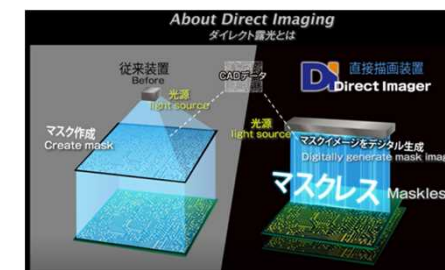 About Direct Imaging
ダイレクト露光とは
従来装置
Before
光源
light source
マスク作成
Create mask
CADデータ
DI 直接描画装置
Direct Imager
光源
light source
マスクイメージをデジタル生成
Digitally generate mask imag
マスクレス Maskles